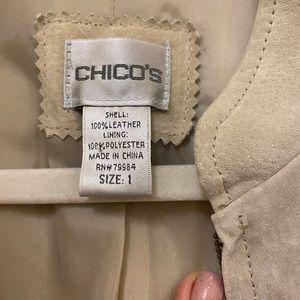 CHICO'S
SHELL:
100%LEATHER
LINING:
100%POLYESTER
MADE IN CHINA
RN#79984
SIZE: 1